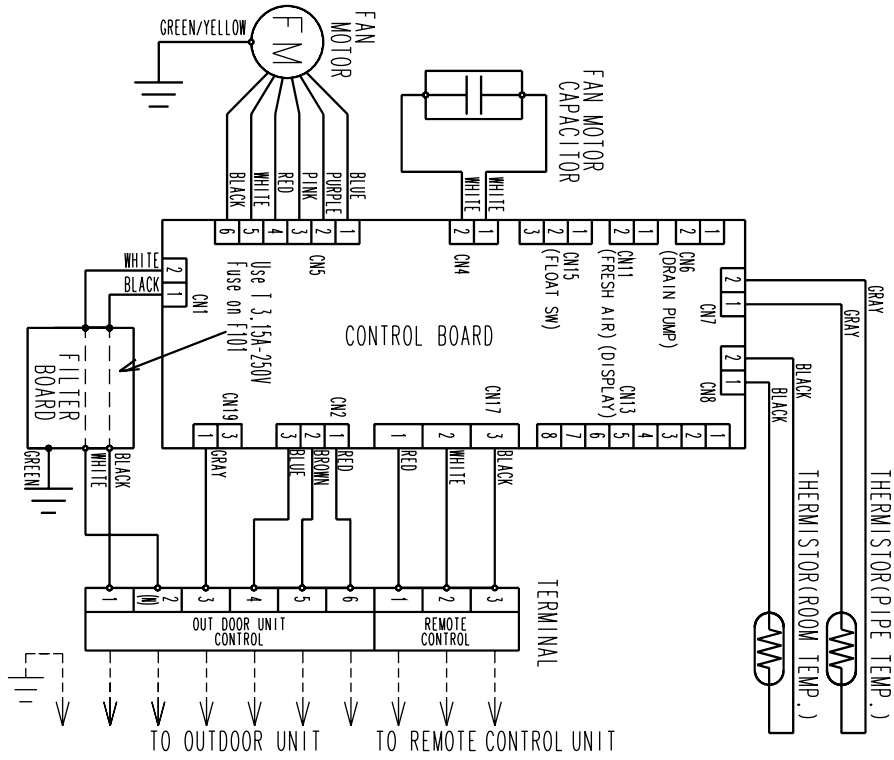 GREEN/YELLOW
FM
FAN
MOTOR
FAN MOTOR
CAPACITOR
BLACK
WHITE
RED
PINK
PURPLE
BLUE
WHITE
WHITE
6 5 4 3 2 1
CN5
2 1
CN4
3 2 1
CN15
(FLOAT SW)
2 1
CN11
(FRESH AIR)
2 1
CN6
(DRAIN PUMP)
2
1
CN7
GRAY
GRAY
2
1
CN8
BLACK
BLACK
WHITE
BLACK
2
1
CN1
Use T 3.15A-250V
Fuse on F101
CONTROL BOARD
FILTER
BOARD
(DISPLAY)
CN13
8 7 6 5 4 3 2 1
CN19
1 3
CN2
3 2 1
CN17
1 2 3
GREEN
WHITE
BLACK
GRAY
BLUE
BROWN
RED
RED
WHITE
BLACK
THERMISTOR(ROOM TEMP.)
THERMISTOR(PIPE TEMP.)
TERMINAL
1 2(N) 3 4 5 6 1 2 3
OUT DOOR UNIT
CONTROL
REMOTE
CONTROL
TO OUTDOOR UNIT
TO REMOTE CONTROL UNIT